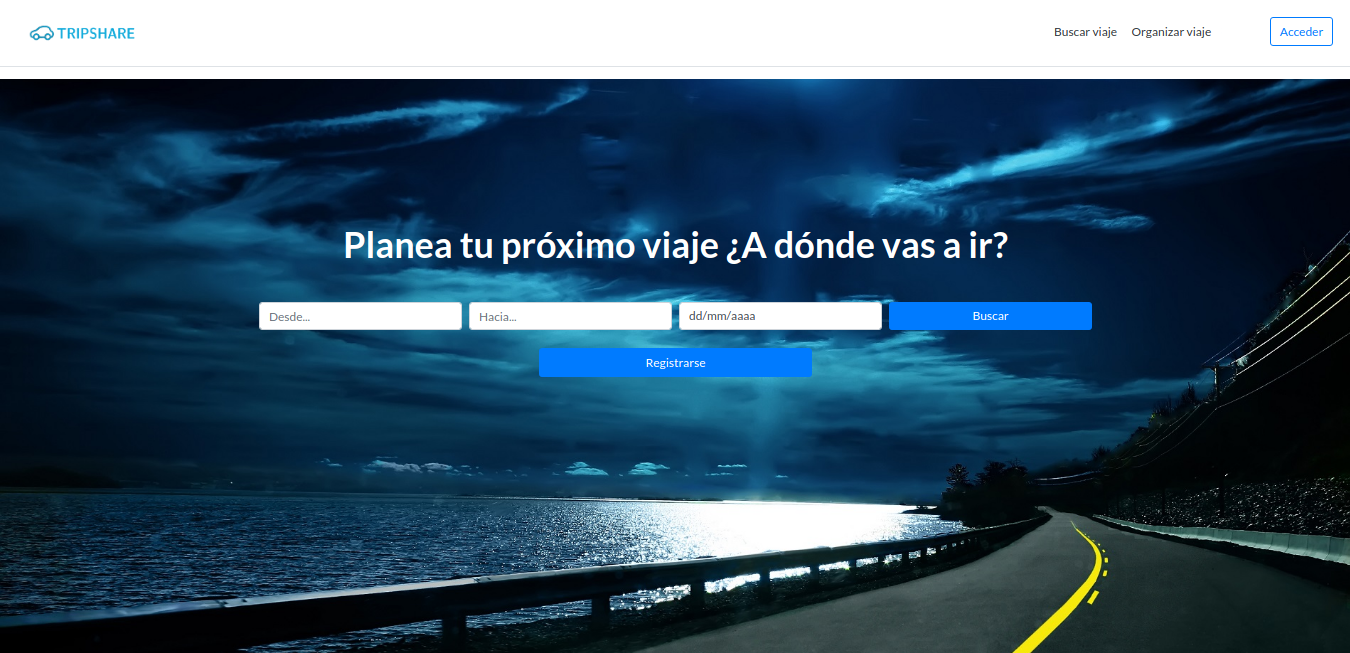 TRIPSHARE
Buscar viaje
Organizar viaje
Acceder
Planea tu próximo viaje ¿A dónde vas a ir?
Desde...
Hacia...
dd/mm/aaaa
Buscar
Registrarse